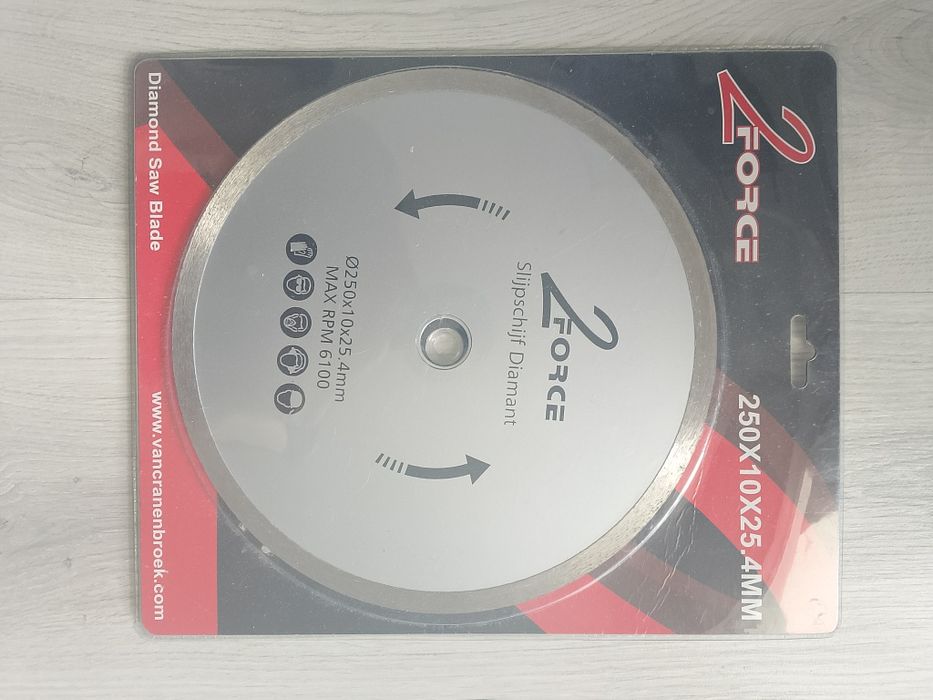 2FORCE
250X10X25.4MM
2FORCE
Slijpschijf Diamant
Ø250x10x25.4mm
MAX RPM 6100
Diamond Saw Blade
www.vancranenbroek.com